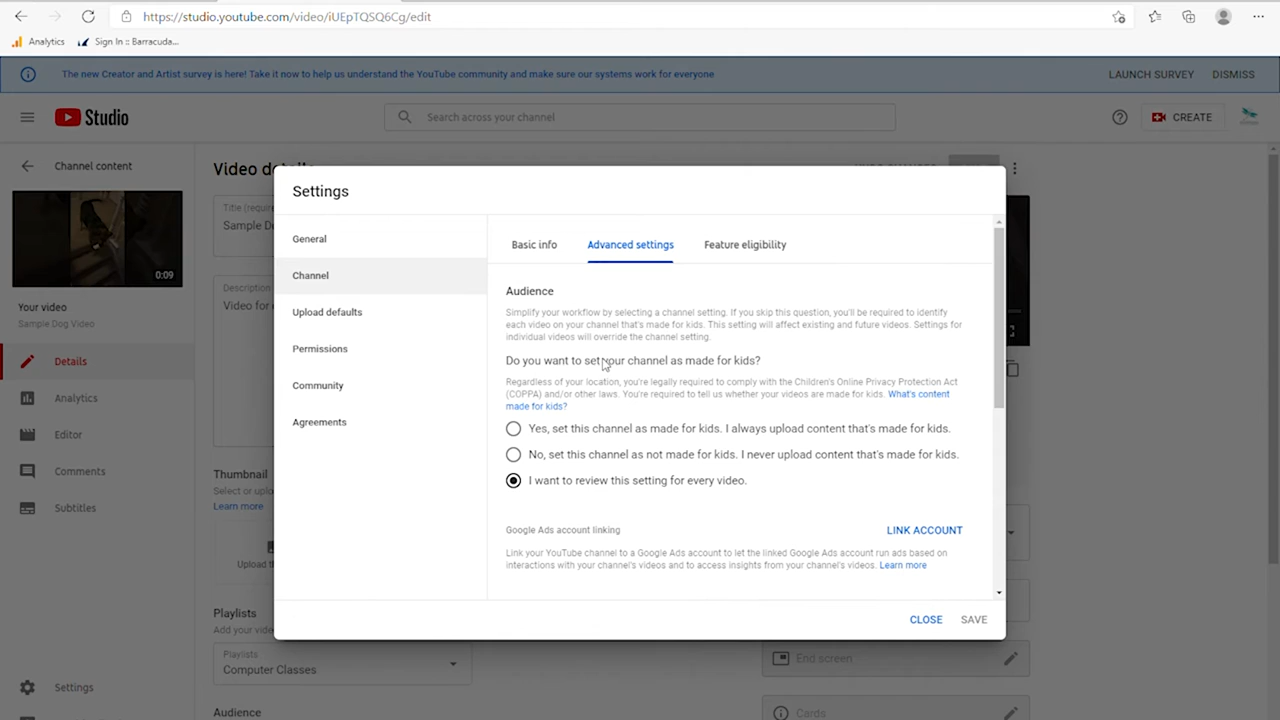 https://studio.youtube.com/video/iUEpTQSQ6Cg/edit
Analytics
Sign In :: Barracuda...
The new Creator and Artist survey is here! Take it now to help us understand the YouTube community and make sure our systems work for everyone
LAUNCH SURVEY
DISMISS
Studio
Search across your channel
CREATE
Channel content
Video de
0:09
Your video
Sample Dog Video
Details
Analytics
Editor
Comments
Subtitles
Settings
Title (require
Sample Do
Description
Video for
Thumbnail
Select or uplo
Learn more
Upload th
Playlists
Add your vide
Playlists
Computer Classes
Audience
End screen
Cards
Settings
General
Channel
Upload defaults
Permissions
Community
Agreements
Basic info
Advanced settings
Feature eligibility
Audience
Simplify your workflow by selecting a channel setting. If you skip this question, you'll be required to identify
each video on your channel that's made for kids. This setting will affect existing and future videos. Settings for
individual videos will override the channel setting.
Do you want to set your channel as made for kids?
Regardless of your location, you're legally required to comply with the Children's Online Privacy Protection Act
(COPPA) and/or other laws. You're required to tell us whether your videos are made for kids. What's content
made for kids?
Yes, set this channel as made for kids. I always upload content that's made for kids.
No, set this channel as not made for kids. I never upload content that's made for kids.
I want to review this setting for every video.
Google Ads account linking
LINK ACCOUNT
Link your YouTube channel to a Google Ads account to let the linked Google Ads account run ads based on
interactions with your channel's videos and to access insights from your channel's videos. Learn more
CLOSE
SAVE